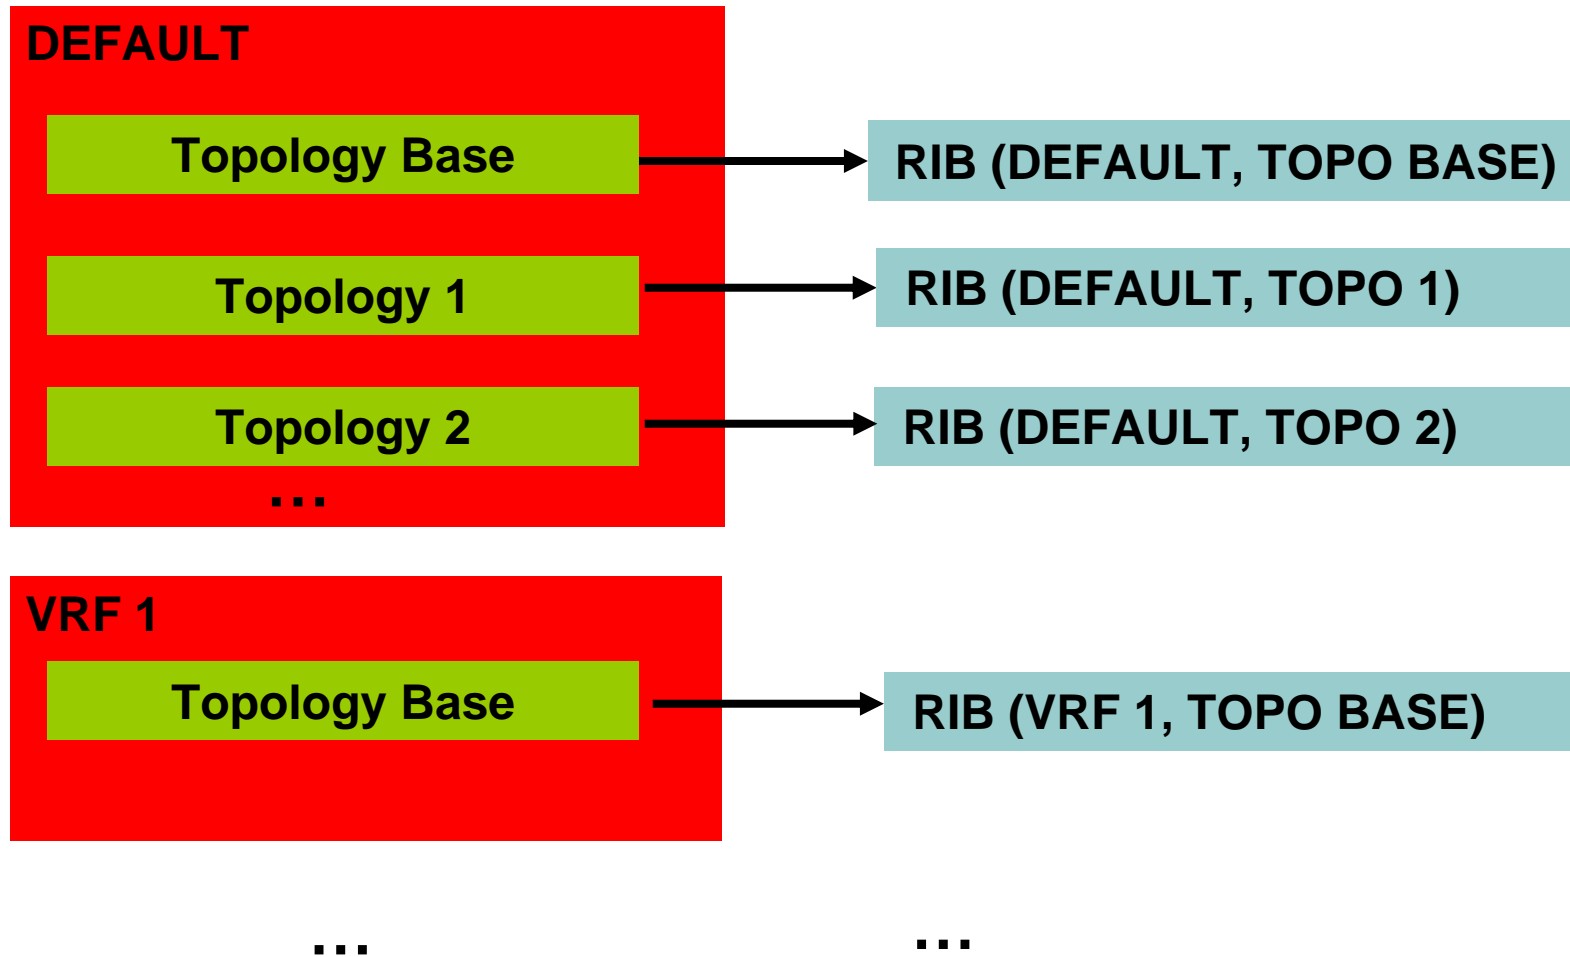 DEFAULT
Topology Base
RIB (DEFAULT, TOPO BASE)
Topology 1
RIB (DEFAULT, TOPO 1)
Topology 2
RIB (DEFAULT, TOPO 2)
...
VRF 1
Topology Base
RIB (VRF 1, TOPO BASE)
...
...